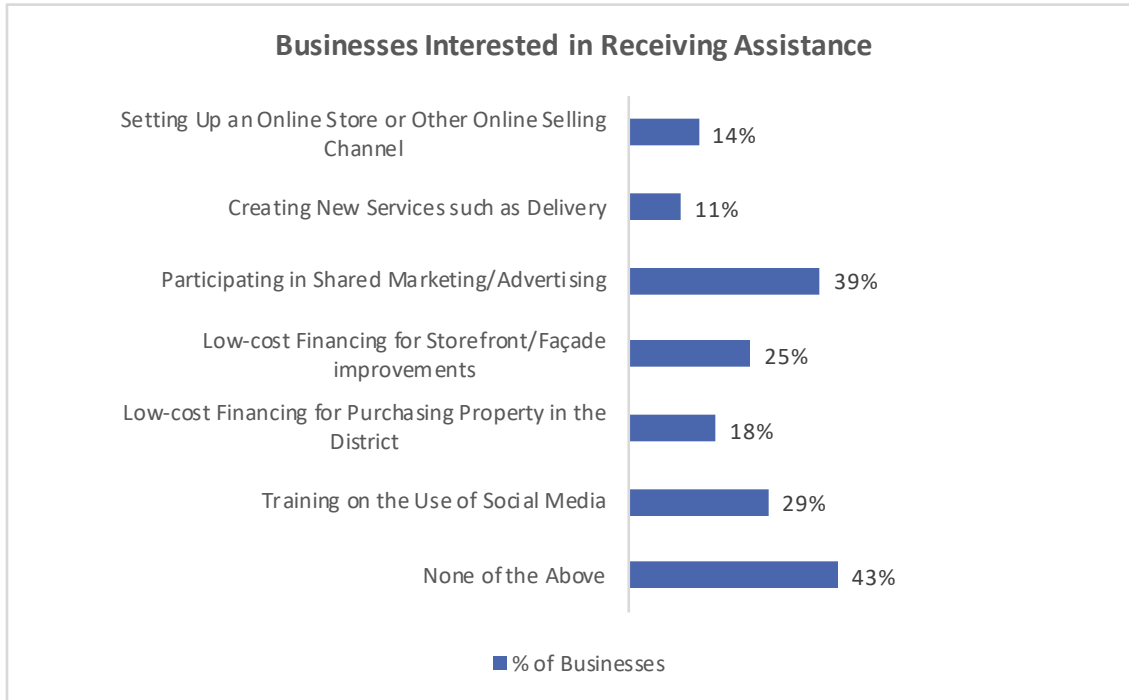 Businesses Interested in Receiving Assistance
Setting Up an Online Store or Other Online Selling
Channel
14%
Creating New Services such as Delivery
11%
Participating in Shared Marketing/Advertising
39%
Low-cost Financing for Storefront/Façade
improvements
25%
Low-cost Financing for Purchasing Property in the
District
18%
Training on the Use of Social Media
29%
None of the Above
43%
% of Businesses